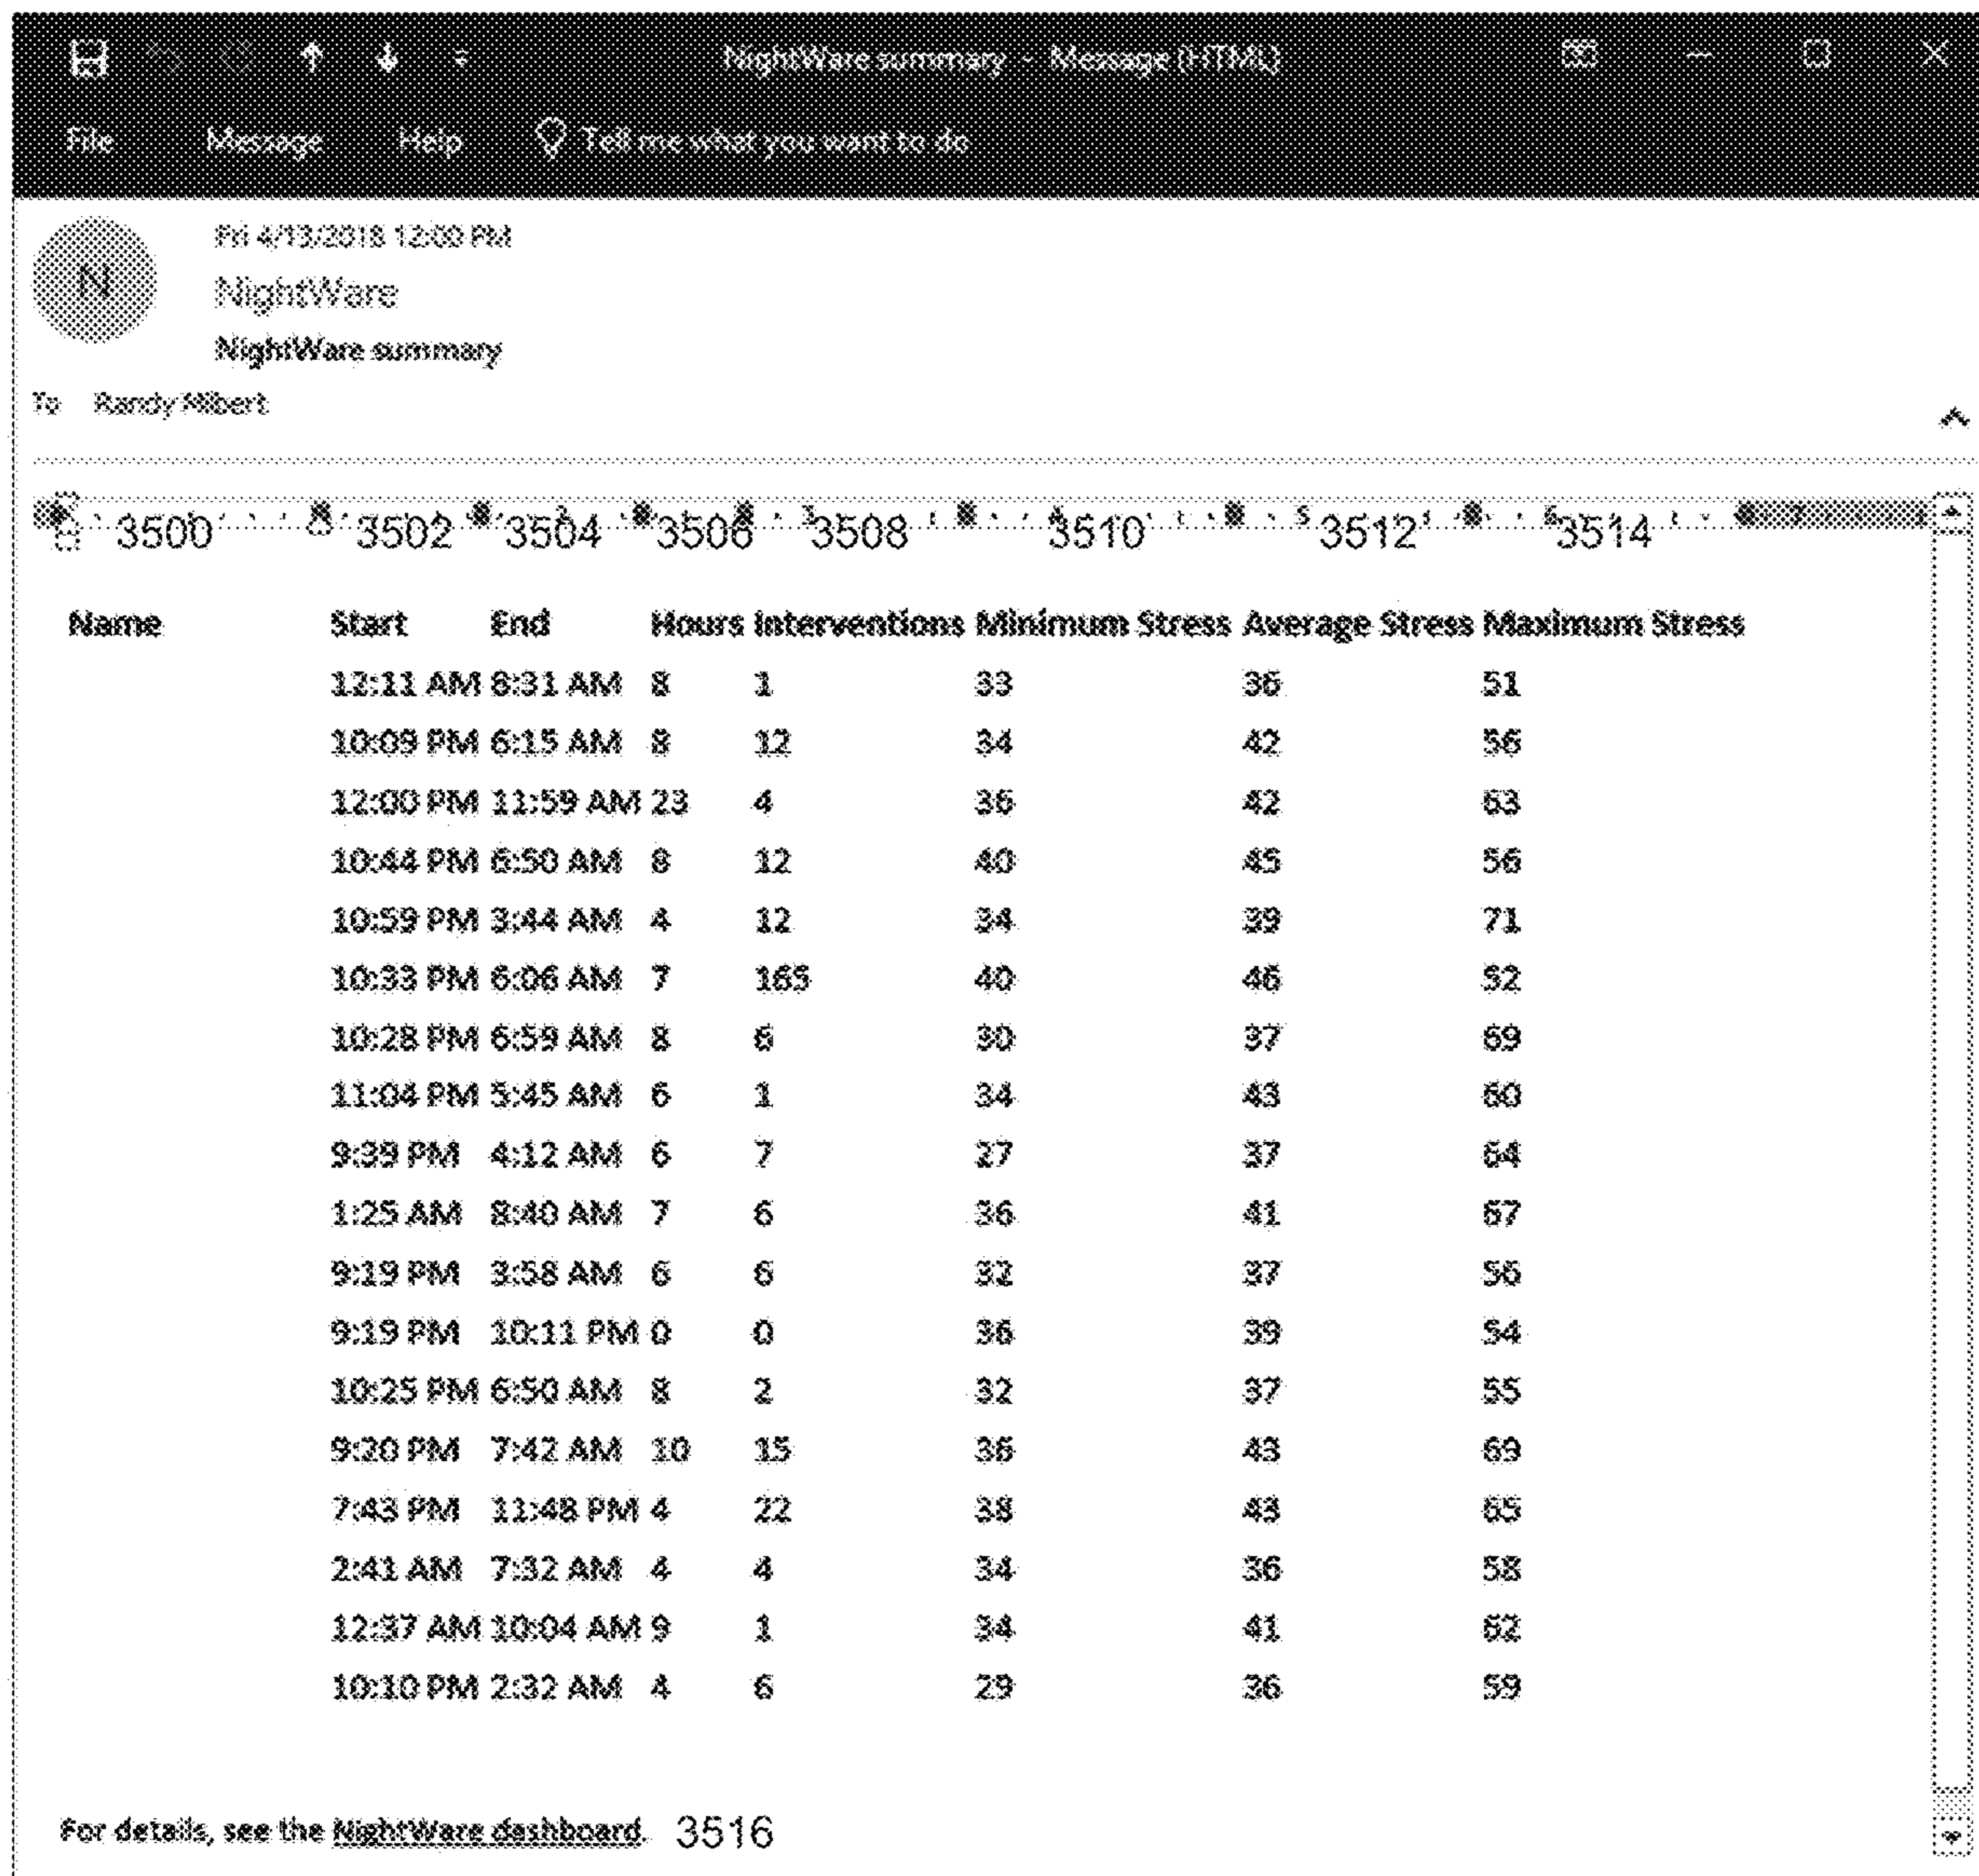 NightWare summary - Message (HTML)
File Message Help Tell me what you want to do
Fri 4/13/2018 12:00 PM
N
NightWare
NightWare summary
To Randy Milbert
3500 3502 3504 3506 3508 3510 3512 3514
Name Start End Hours Interventions Minimum Stress Average Stress Maximum Stress
12:11 AM 8:31 AM 8 1 33 36 51
10:09 PM 6:15 AM 8 12 34 42 56
12:00 PM 11:59 AM 23 4 36 42 63
10:44 PM 6:50 AM 8 12 40 45 56
10:59 PM 3:44 AM 4 12 34 39 71
10:33 PM 6:06 AM 7 165 40 46 52
10:28 PM 6:59 AM 8 6 30 37 69
11:04 PM 5:45 AM 6 1 34 43 60
9:39 PM 4:12 AM 6 7 27 37 64
1:25 AM 8:40 AM 7 6 36 41 67
9:19 PM 3:58 AM 6 6 32 37 56
9:19 PM 10:11 PM 0 0 36 39 54
10:25 PM 6:50 AM 8 2 32 37 55
9:20 PM 7:42 AM 10 15 36 43 69
7:43 PM 11:48 PM 4 22 38 43 65
2:41 AM 7:32 AM 4 4 34 36 58
12:37 AM 10:04 AM 9 1 34 41 62
10:10 PM 2:32 AM 4 6 29 36 59
For details, see the NightWare dashboard. 3516